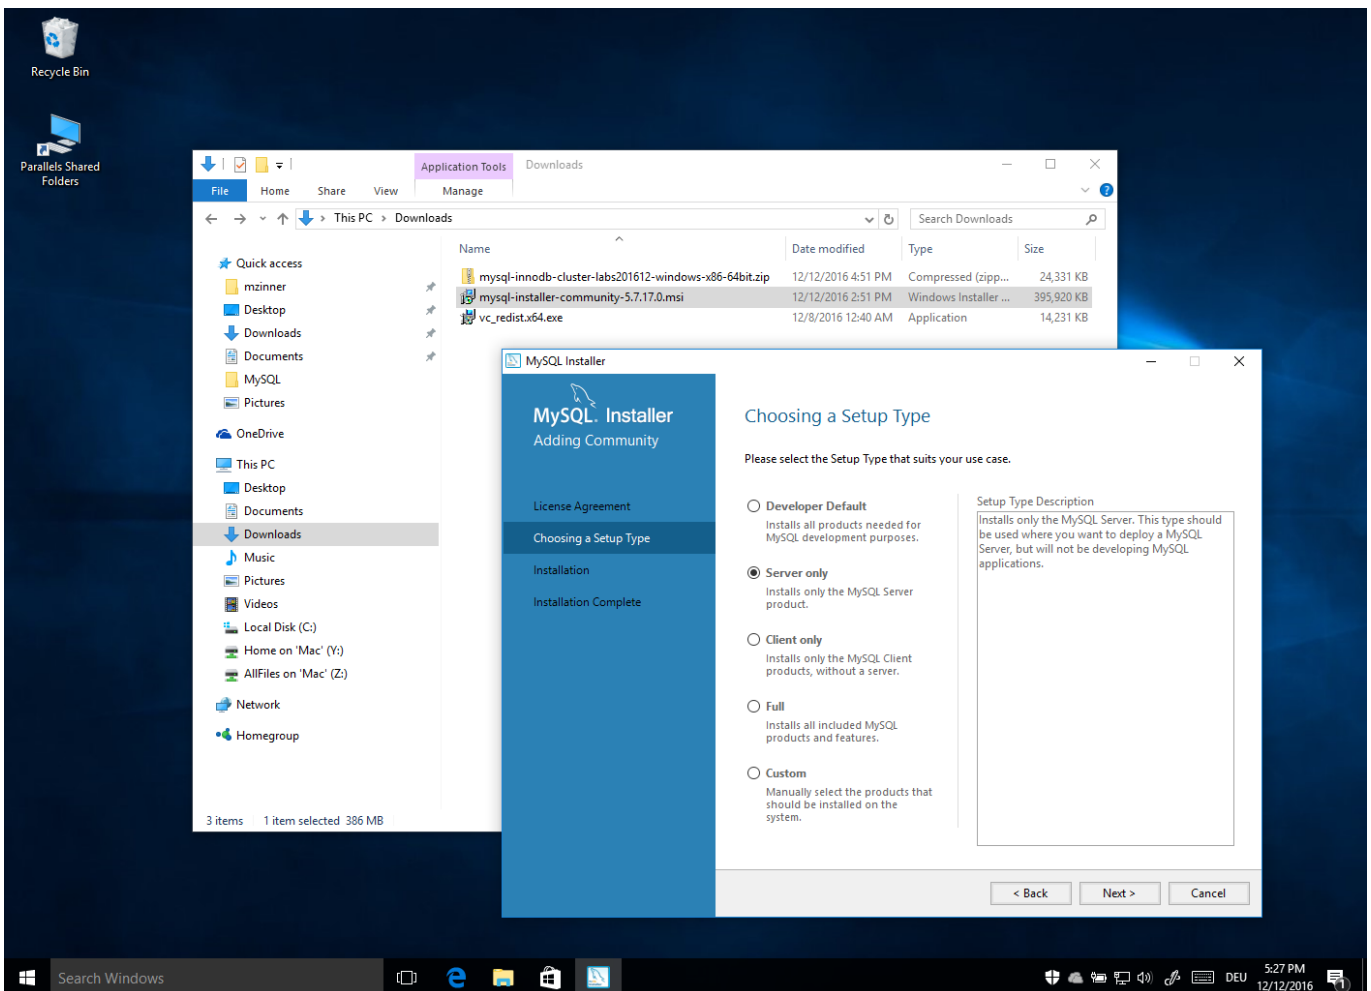 Recycle Bin
Parallels Shared
Folders
Application Tools
Downloads
File
Home
Share
View
Manage
This PC > Downloads
Search Downloads
Name
Date modified
Type
Size
mysql-innodb-cluster-labs201612-windows-x86-64bit.zip 12/12/2016 4:51 PM Compressed (zipp... 24,331 KB
mysql-installer-community-5.7.17.0.msi 12/12/2016 2:51 PM Windows Installer ... 395,920 KB
vc_redist.x64.exe 12/8/2016 12:40 AM Application 14,231 KB
Quick access
mzinner
Desktop
Downloads
Documents
MySQL
Pictures
OneDrive
This PC
Desktop
Documents
Downloads
Music
Pictures
Videos
Local Disk (C:)
Home on 'Mac' (Y:)
AllFiles on 'Mac' (Z:)
Network
Homegroup
3 items 1 item selected 386 MB
MySQL Installer
MySQL. Installer
Adding Community
License Agreement
Choosing a Setup Type
Installation
Installation Complete
Choosing a Setup Type
Please select the Setup Type that suits your use case.
Developer Default
Installs all products needed for
MySQL development purposes.
Server only
Installs only the MySQL Server
product.
Client only
Installs only the MySQL Client
products, without a server.
Full
Installs all included MySQL
products and features.
Custom
Manually select the products that
should be installed on the
system.
Setup Type Description
Installs only the MySQL Server. This type should
be used where you want to deploy a MySQL
Server, but will not be developing MySQL
applications.
< Back
Next >
Cancel
Search Windows
DEU
5:27 PM
12/12/2016
1